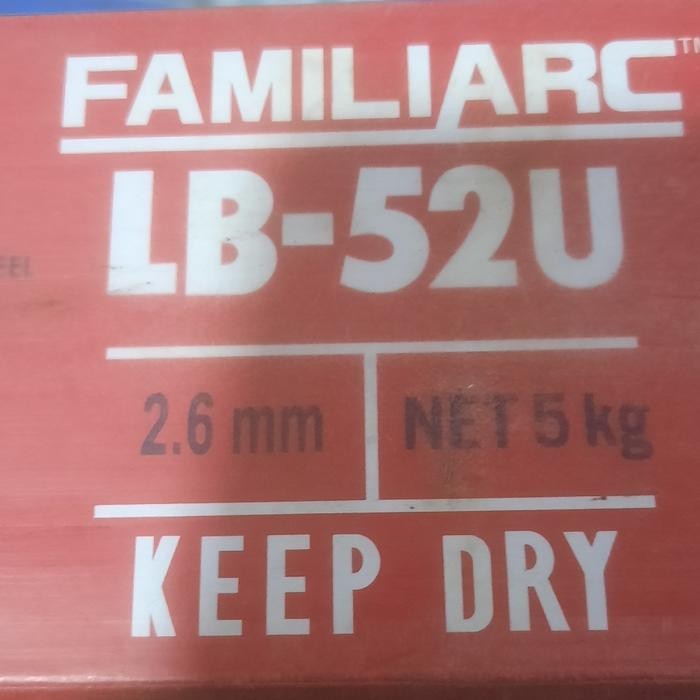 FAMILIARC™
LB-52U
2.6 mm NET 5 kg
KEEP DRY